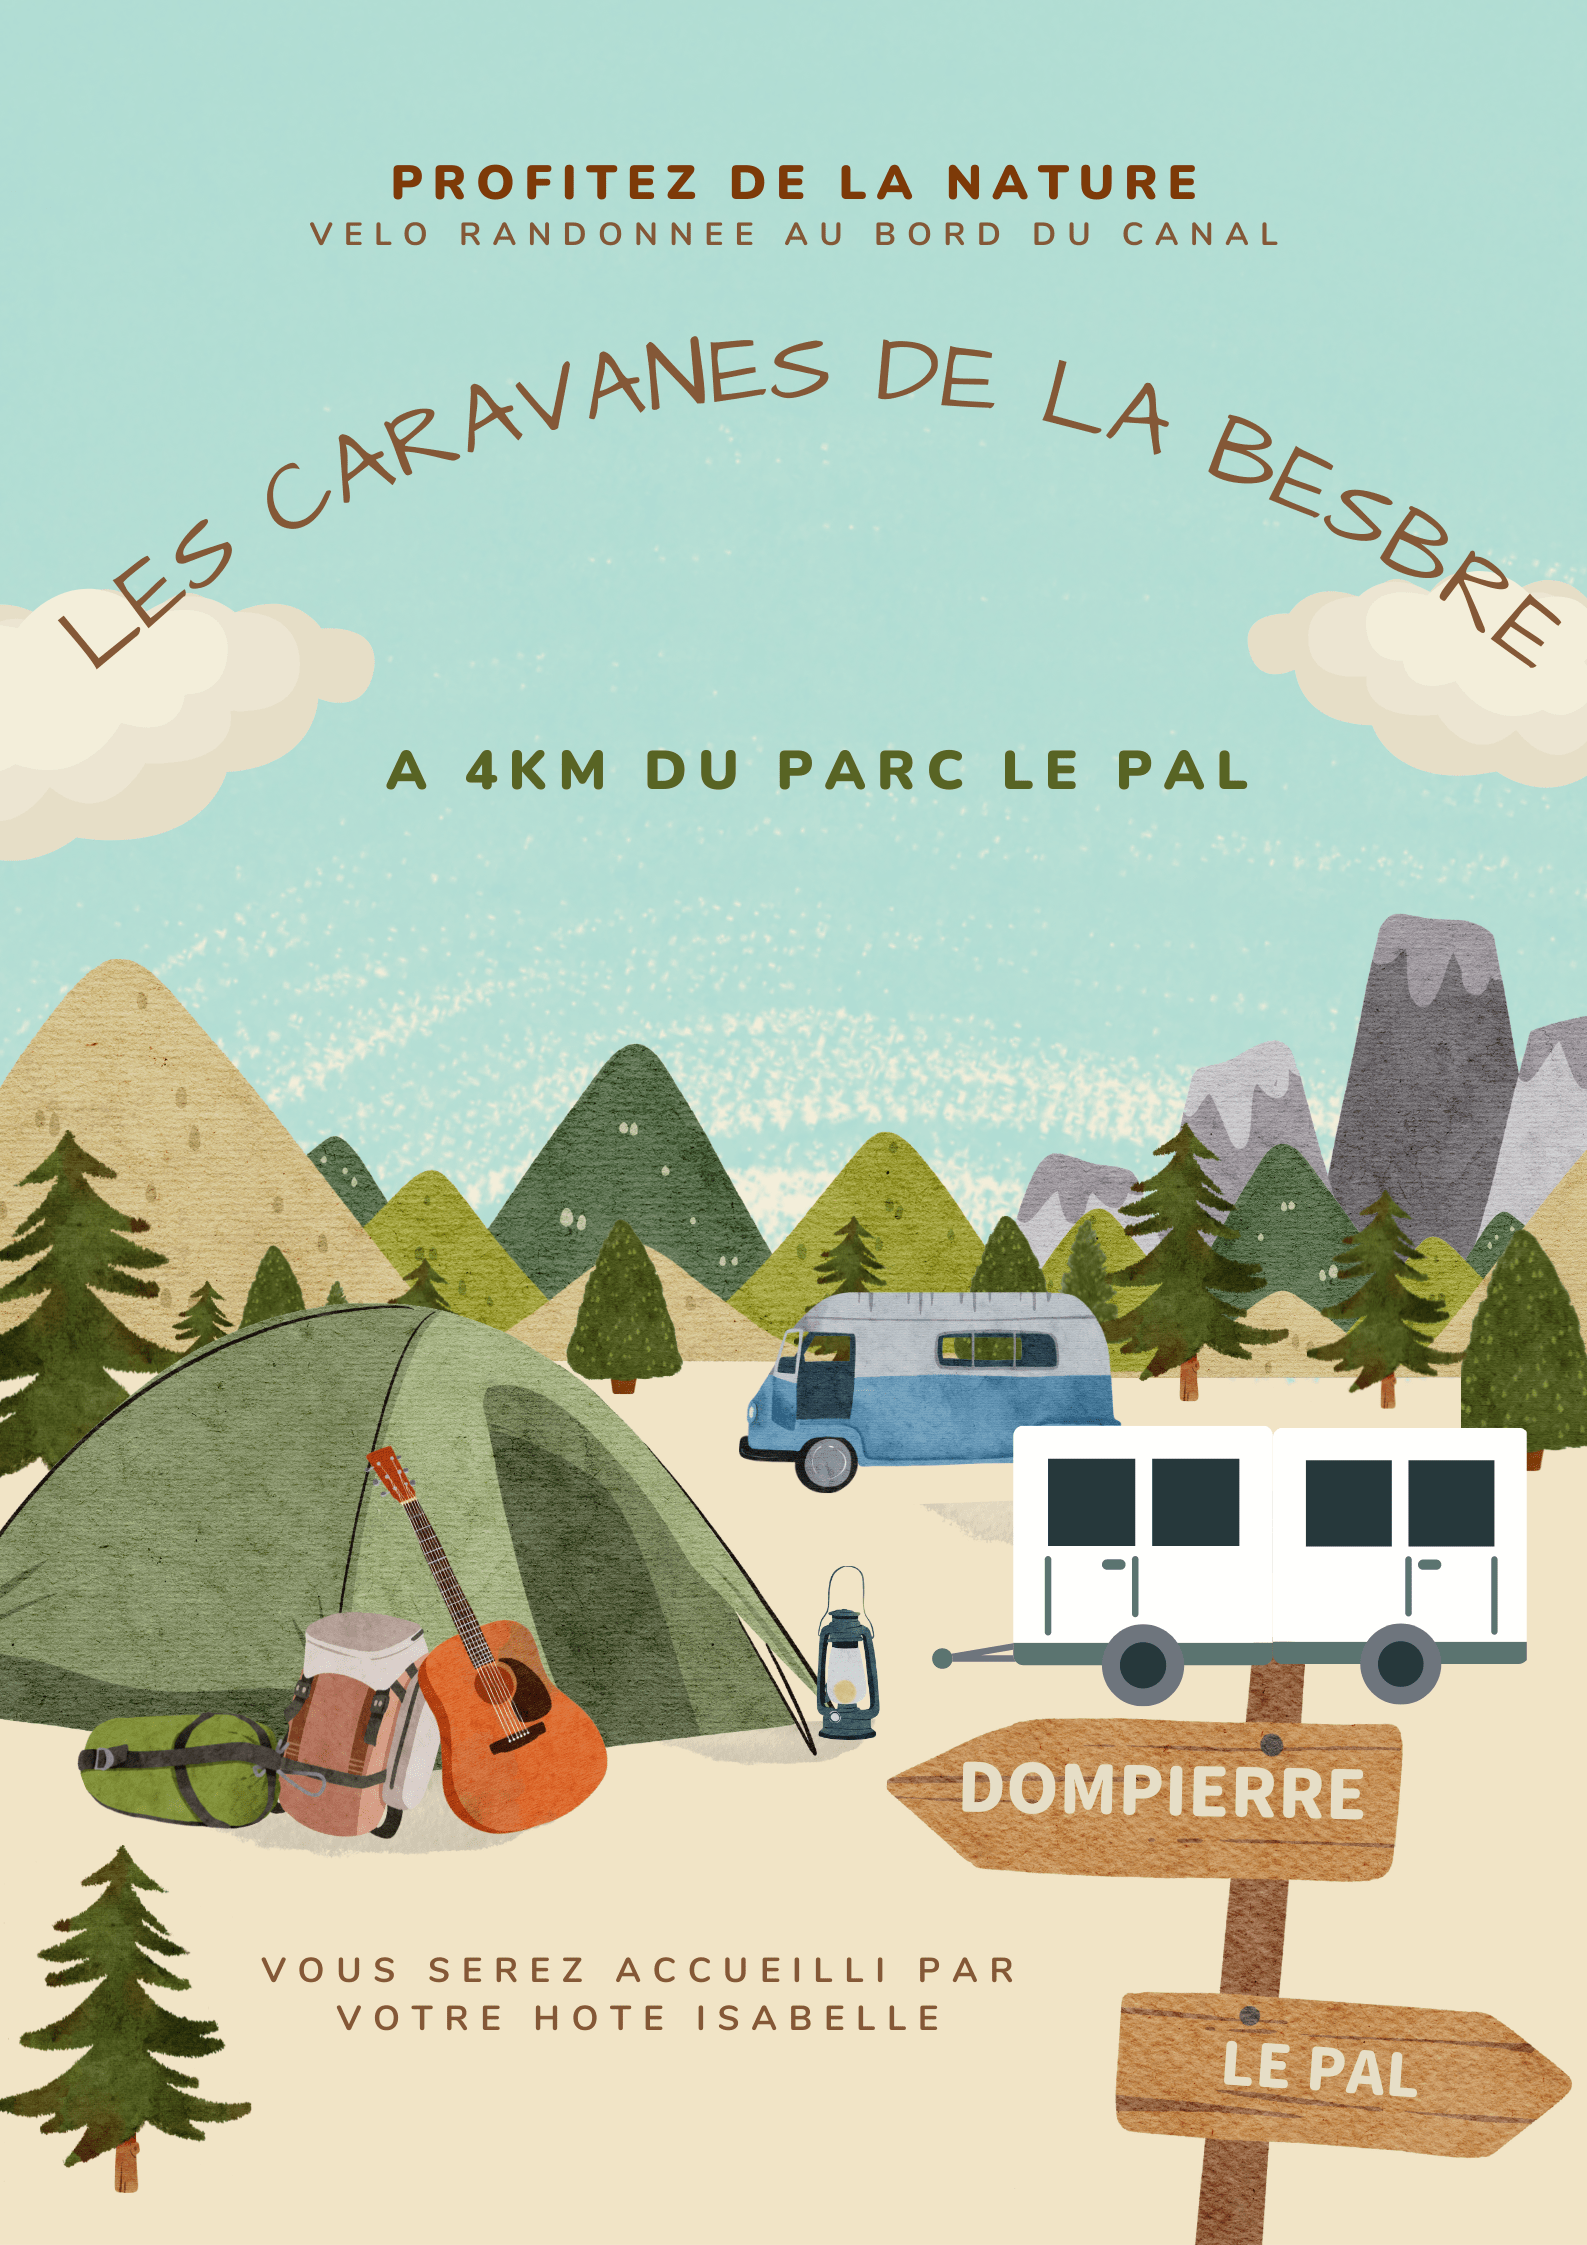 PROFITEZ DE LA NATURE
VELO RANDONNEE AU BORD DU CANAL
LES CARAVANES DE LA BESBRE
A 4KM DU PARC LE PAL
DOMPIERRE
VOUS SEREZ ACCUEILLI PAR
VOTRE HOTE ISABELLE
LE PAL